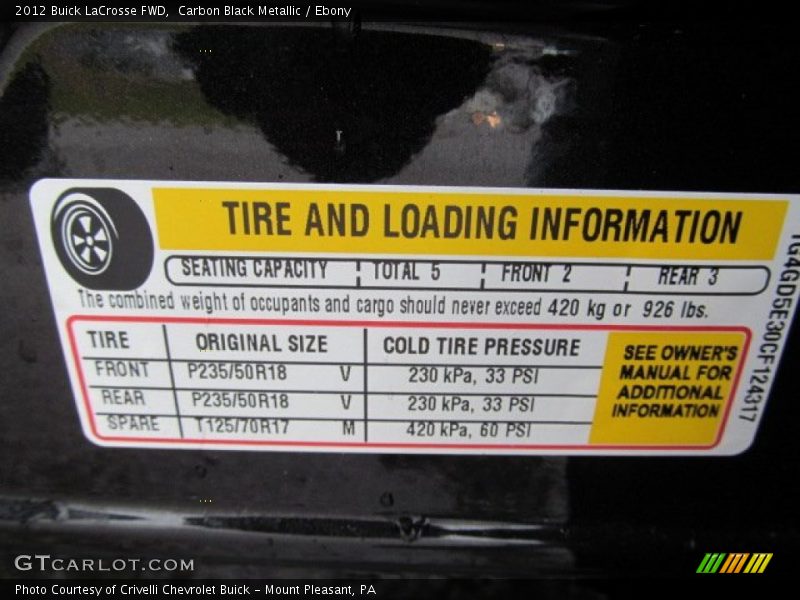 2012 Buick LaCrosse FWD, Carbon Black Metallic / Ebony
TIRE AND LOADING INFORMATION
SEATING CAPACITY TOTAL 5 FRONT 2 REAR 3
The combined weight of occupants and cargo should never exceed 420 kg or 926 lbs.
TIRE ORIGINAL SIZE COLD TIRE PRESSURE
FRONT P235/50R18 V 230 kPa, 33 PSI
REAR P235/50R18 V 230 kPa, 33 PSI
SPARE T125/70R17 M 420 kPa, 60 PSI
SEE OWNER'S
MANUAL FOR
ADDITIONAL
INFORMATION
1G4GD5E30CF124317
GTCARLOT.COM
Photo Courtesy of Crivelli Chevrolet Buick - Mount Pleasant, PA